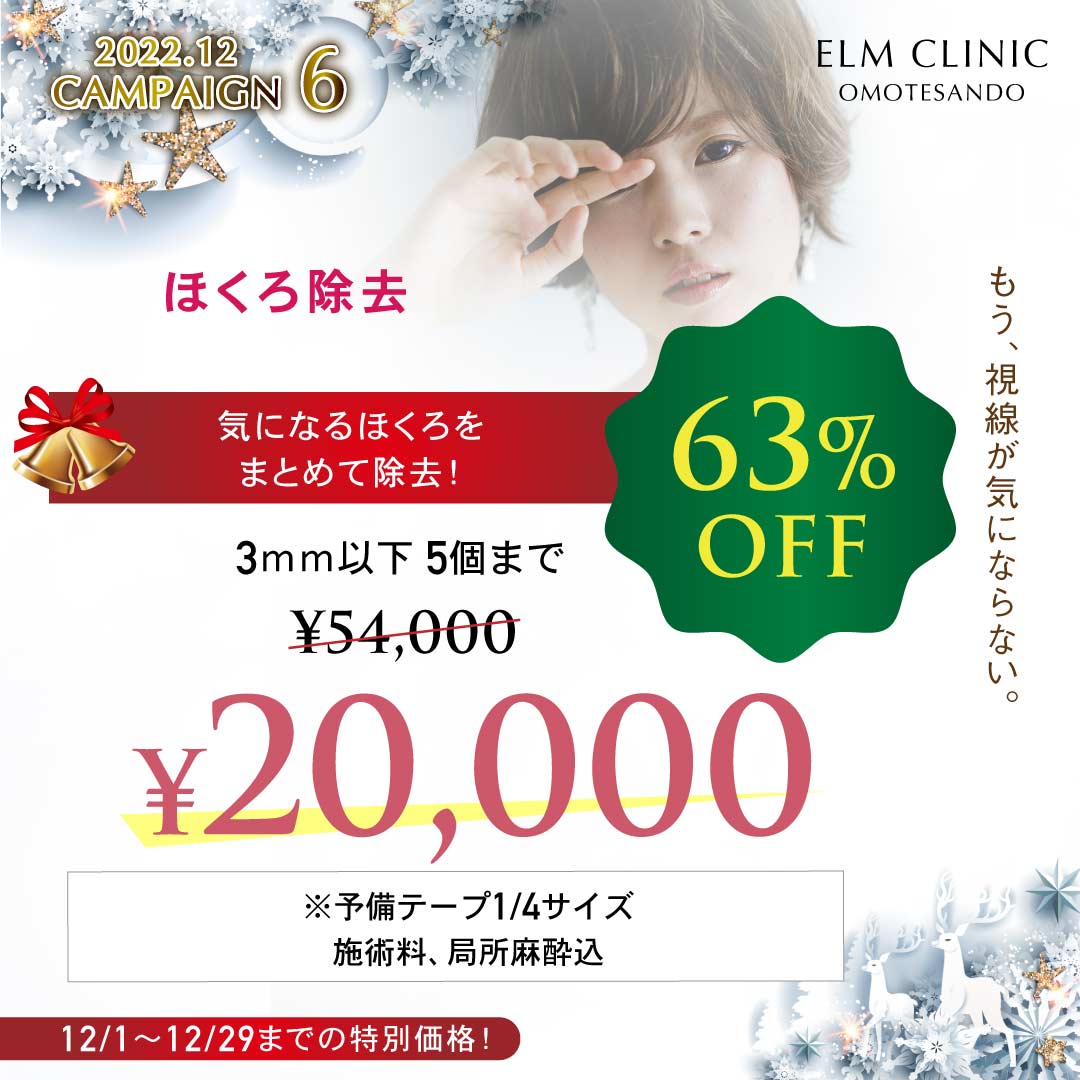 2022.12
CAMPAIGN 6
ELM CLINIC
OMOTESANDO
ほくろ除去
もう、視線が気にならない。
気になるほくろを
まとめて除去！
63%
OFF
3mm以下 5個まで
¥54,000
¥20,000
※予備テープ1/4サイズ
施術料、局所麻酔込
12/1～12/29までの特別価格！